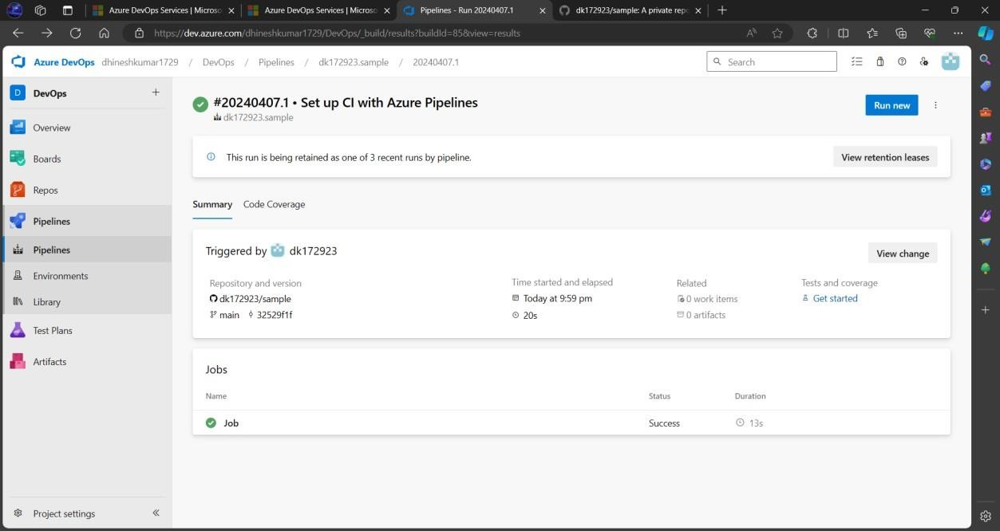 Azure DevOps Services | Microso
Azure DevOps Services | Microso
Pipelines - Run 20240407.1
dk172923/sample: A private repo
https://dev.azure.com/dhineshkumar1729/DevOps/_build/results?buildId=85&view=results
Azure DevOps dhineshkumar1729 / DevOps / Pipelines / dk172923.sample / 20240407.1
Search
D DevOps
Overview
Boards
Repos
Pipelines
Pipelines
Environments
Library
Test Plans
Artifacts
Project settings
#20240407.1 • Set up CI with Azure Pipelines
dk172923.sample
Run new
This run is being retained as one of 3 recent runs by pipeline.
View retention leases
Summary Code Coverage
Triggered by dk172923
View change
Repository and version
dk172923/sample
main 32529f1f
Time started and elapsed
Today at 9:59 pm
20s
Related
0 work items
0 artifacts
Tests and coverage
Get started
Jobs
Name Status Duration
Job Success 13s